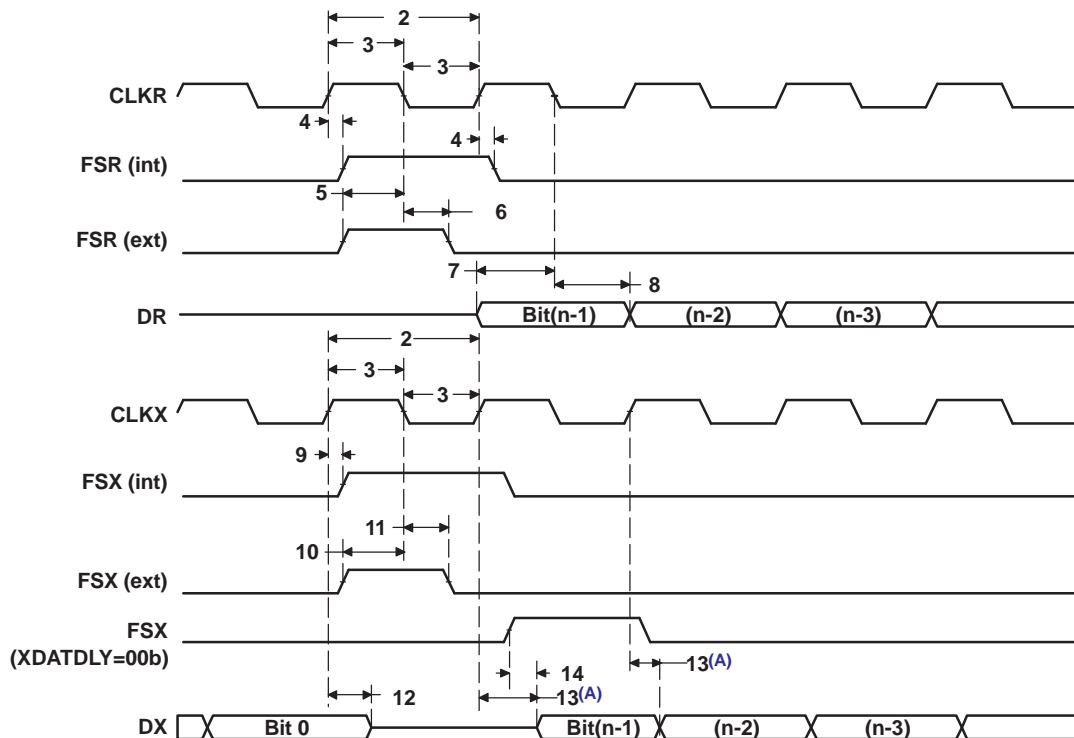 2
3
3
CLKR
4
4
FSR (int)
5
6
FSR (ext)
7
8
DR
Bit(n-1)
(n-2)
(n-3)
2
3
3
CLKX
9
FSX (int)
11
10
FSX (ext)
FSX
(XDATDLY=00b)
13(A)
14
12
13(A)
DX
Bit 0
Bit(n-1)
(n-2)
(n-3)